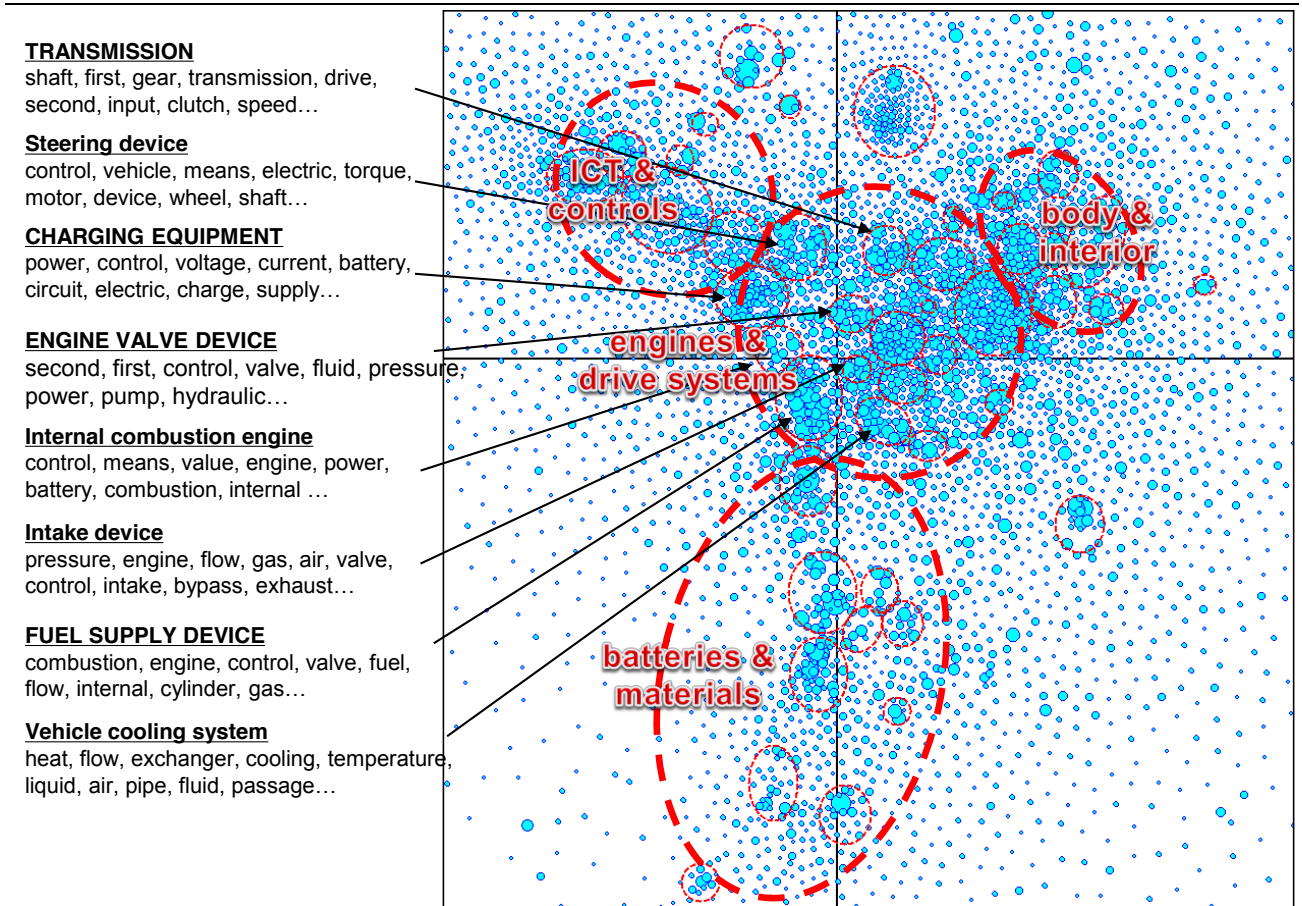 TRANSMISSION
shaft, first, gear, transmission, drive,
second, input, clutch, speed…
Steering device
control, vehicle, means, electric, torque,
motor, device, wheel, shaft…
CHARGING EQUIPMENT
power, control, voltage, current, battery,
circuit, electric, charge, supply…
ENGINE VALVE DEVICE
second, first, control, valve, fluid, pressure,
power, pump, hydraulic…
Internal combustion engine
control, means, value, engine, power,
battery, combustion, internal …
Intake device
pressure, engine, flow, gas, air, valve,
control, intake, bypass, exhaust…
FUEL SUPPLY DEVICE
combustion, engine, control, valve, fuel,
flow, internal, cylinder, gas…
Vehicle cooling system
heat, flow, exchanger, cooling, temperature,
liquid, air, pipe, fluid, passage…
ICT &
controls
body &
interior
engines &
drive systems
batteries &
materials